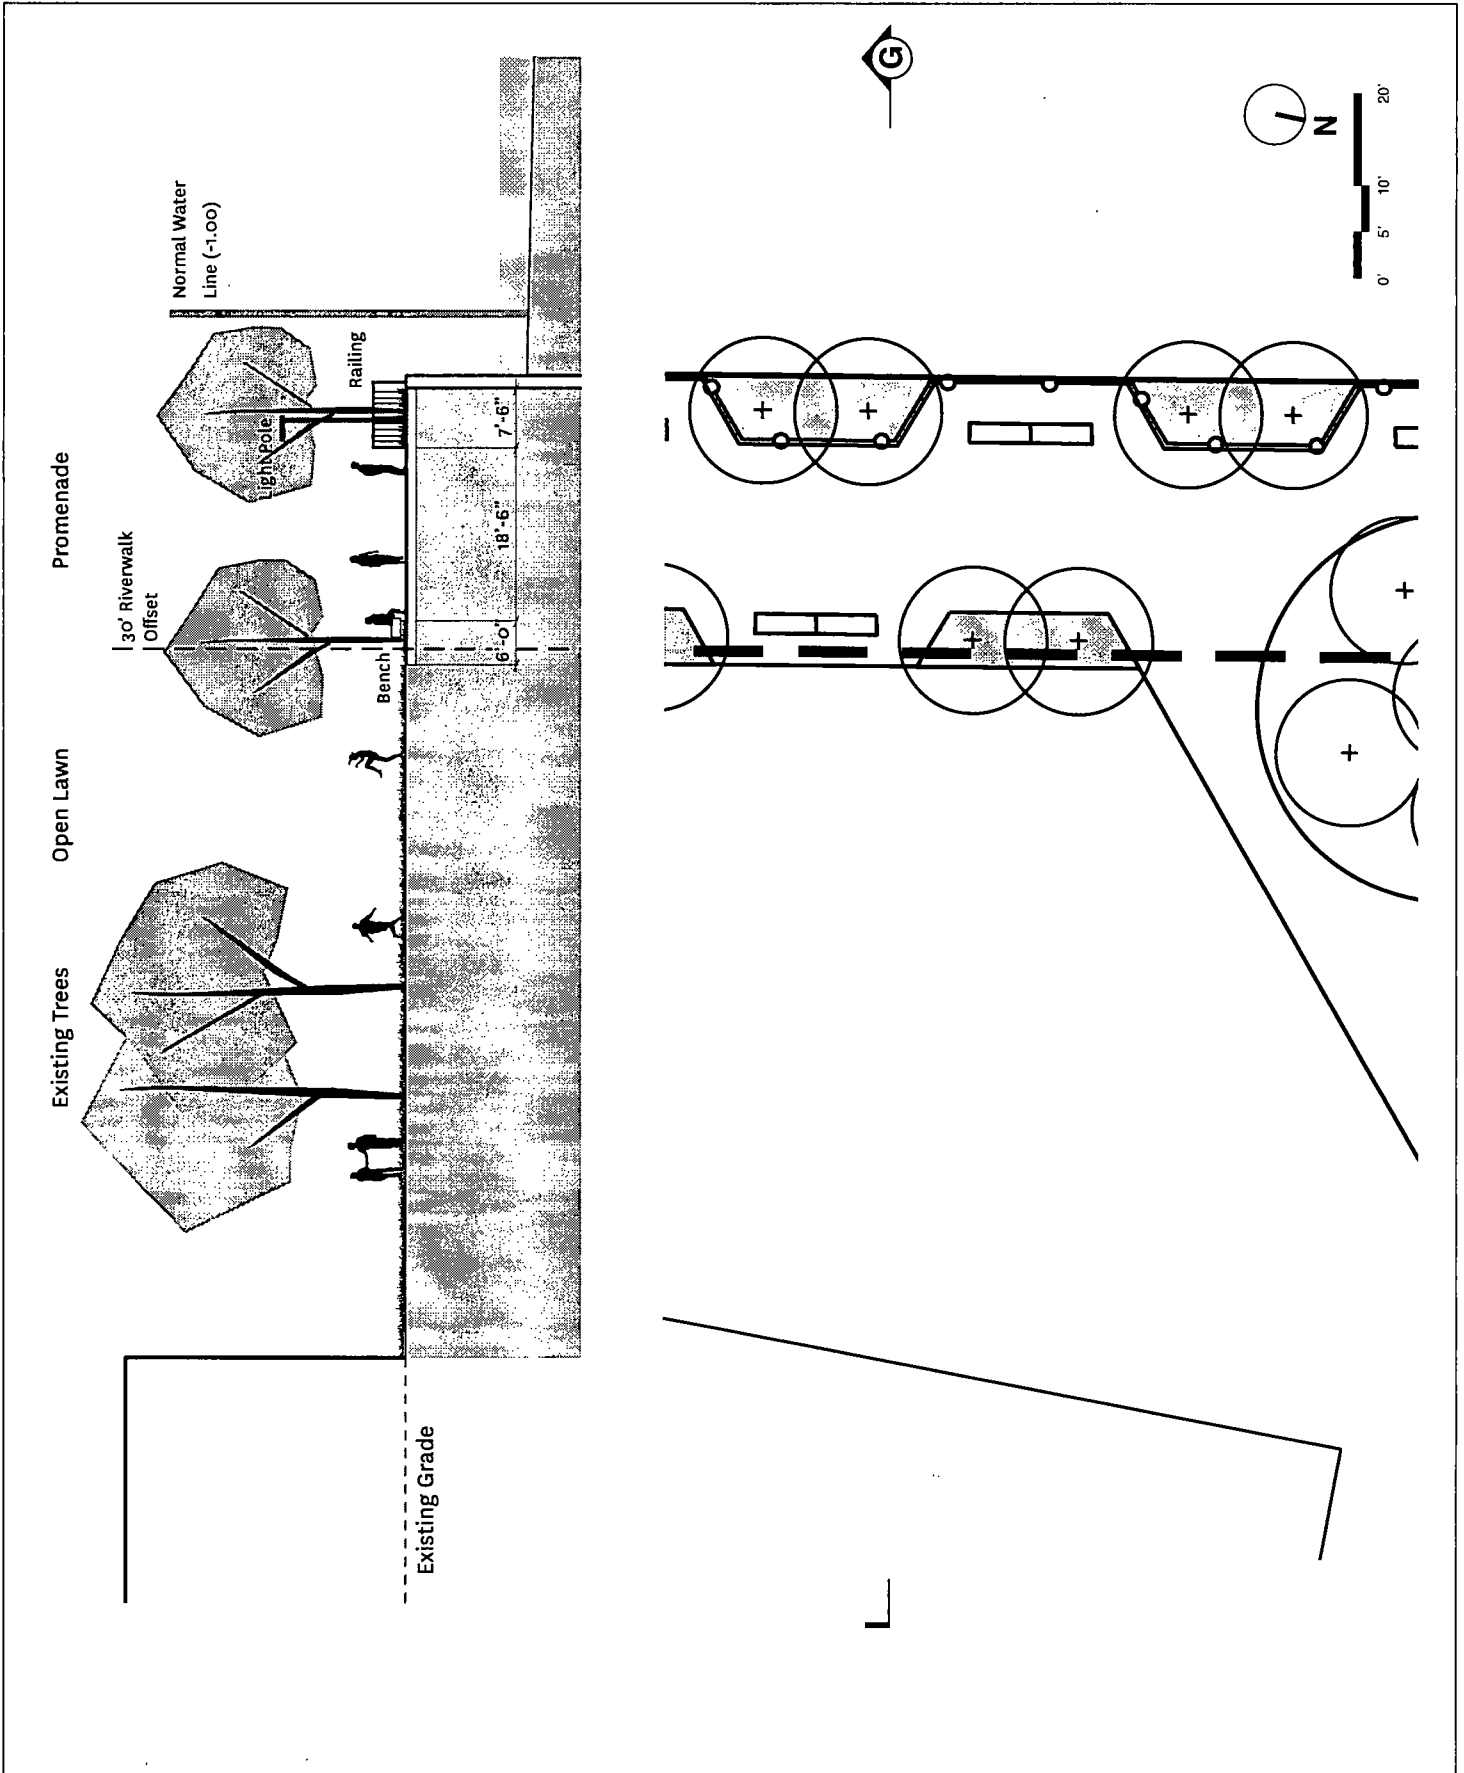 Existing Trees
Open Lawn
Promenade
30' Riverwalk
Offset
Normal Water
Line (-1.00)
Light Pole
Railing
Bench
6'-0"
18'-6"
7'-6"
Existing Grade
G
N
0'
5'
10'
20'